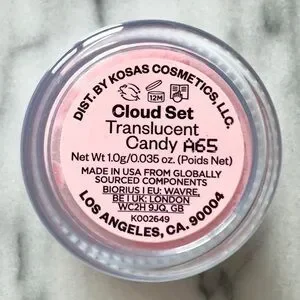 DIST. BY KOSAS COSMETICS, LLC.
12M
Cloud Set
Translucent
Candy A65
Net Wt 1.0g/0.035 oz. (Poids Net)
MADE IN USA FROM GLOBALLY
SOURCED COMPONENTS
BIORIUS | EU: WAVRE,
BE | UK: LONDON
WC2H 9JQ, GB
K002649
LOS ANGELES, CA. 90004